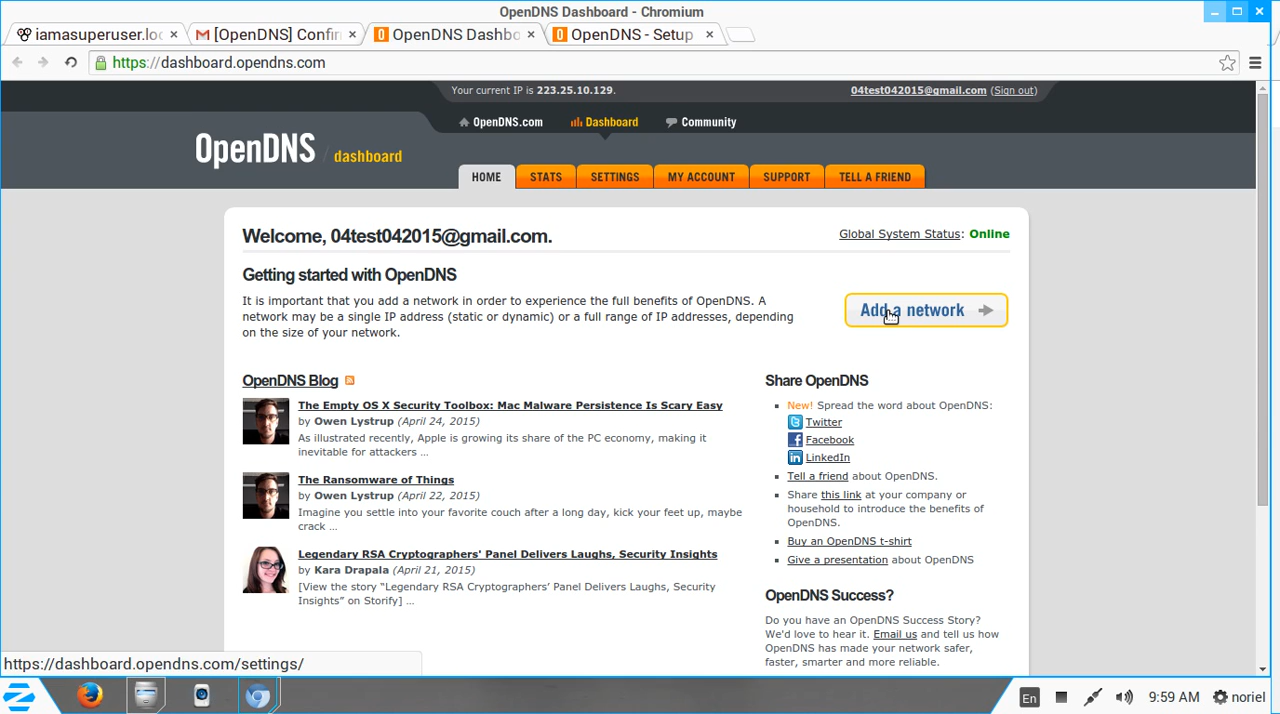 OpenDNS Dashboard - Chromium
iamasuperuser.loc
[OpenDNS] Confir
OpenDNS Dashbo
OpenDNS - Setup
https://dashboard.opendns.com
Your current IP is 223.25.10.129.
04test042015@gmail.com (Sign out)
OpenDNS.com
Dashboard
Community
OpenDNS / dashboard
HOME
STATS
SETTINGS
MY ACCOUNT
SUPPORT
TELL A FRIEND
Welcome, 04test042015@gmail.com.
Global System Status: Online
Getting started with OpenDNS
It is important that you add a network in order to experience the full benefits of OpenDNS. A
network may be a single IP address (static or dynamic) or a full range of IP addresses, depending
on the size of your network.
Add a network
OpenDNS Blog
The Empty OS X Security Toolbox: Mac Malware Persistence Is Scary Easy
by Owen Lystrup (April 24, 2015)
As illustrated recently, Apple is growing its share of the PC economy, making it
inevitable for attackers ...
The Ransomware of Things
by Owen Lystrup (April 22, 2015)
Imagine you settle into your favorite couch after a long day, kick your feet up, maybe
crack ...
Legendary RSA Cryptographers' Panel Delivers Laughs, Security Insights
by Kara Drapala (April 21, 2015)
[View the story “Legendary RSA Cryptographers’ Panel Delivers Laughs, Security
Insights” on Storify] ...
Share OpenDNS
New! Spread the word about OpenDNS:
Twitter
Facebook
LinkedIn
Tell a friend about OpenDNS.
Share this link at your company or
household to introduce the benefits of
OpenDNS.
Buy an OpenDNS t-shirt
Give a presentation about OpenDNS
OpenDNS Success?
Do you have an OpenDNS Success Story?
We'd love to hear it. Email us and tell us how
OpenDNS has made your network safer,
faster, smarter and more reliable.
https://dashboard.opendns.com/settings/
En
9:59 AM
noriel